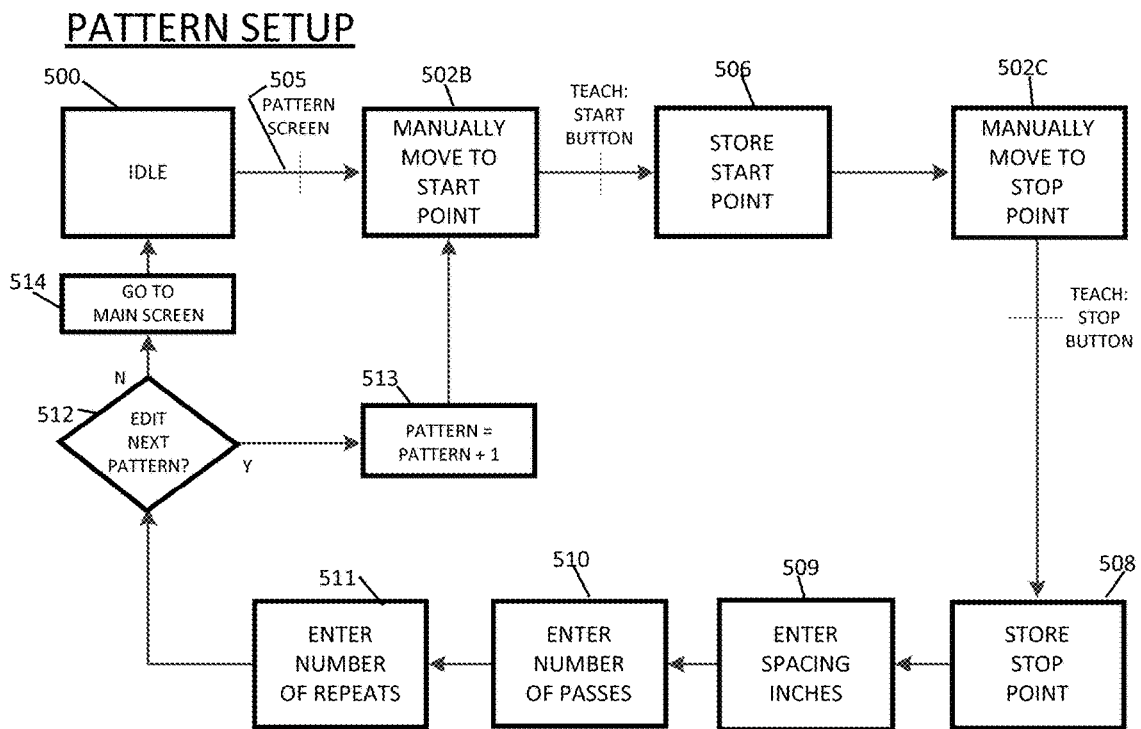 PATTERN SETUP
500
505
PATTERN
SCREEN
502B
TEACH:
START
BUTTON
506
502C
IDLE
MANUALLY
MOVE TO
START
POINT
STORE
START
POINT
MANUALLY
MOVE TO
STOP
POINT
514
GO TO
MAIN SCREEN
TEACH:
STOP
BUTTON
N
512
EDIT
NEXT
PATTERN?
Y
513
PATTERN =
PATTERN + 1
511
ENTER
NUMBER
OF REPEATS
510
ENTER
NUMBER
OF PASSES
509
ENTER
SPACING
INCHES
508
STORE
STOP
POINT